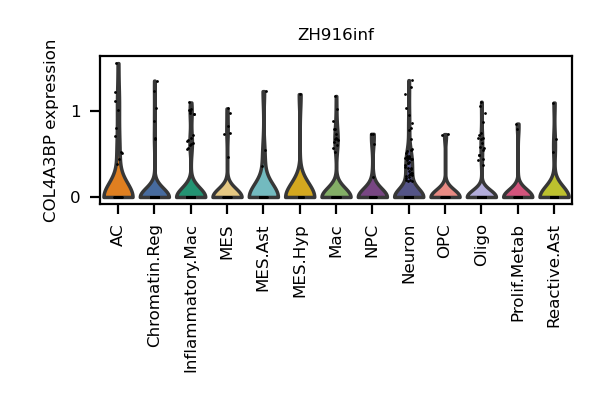 ZH916inf
COL4A3BP expression
1
0
AC
Chromatin.Reg
Inflammatory.Mac
MES
MES.Ast
MES.Hyp
Mac
NPC
Neuron
OPC
Oligo
Prolif.Metab
Reactive.Ast